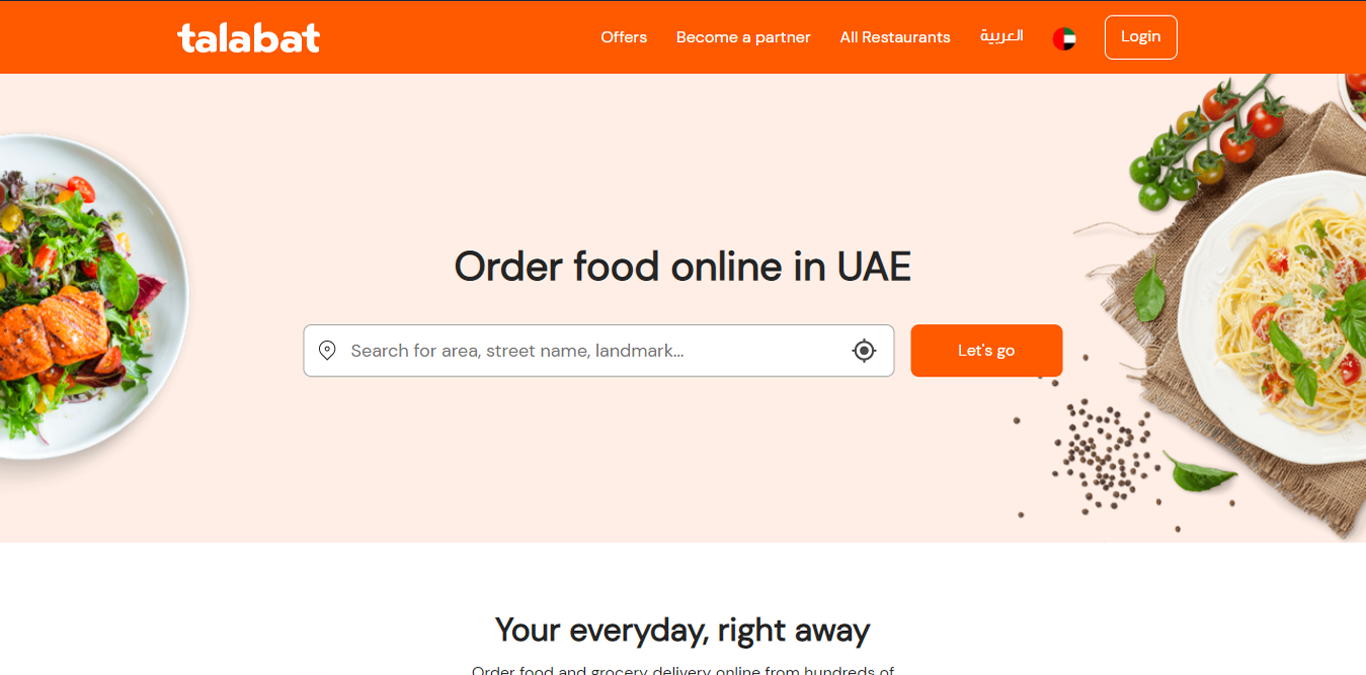 talabat
Offers
Become a partner
All Restaurants
العربية
Login
Order food online in UAE
Search for area, street name, landmark...
Let's go
Your everyday, right away
Order food and grocery delivery online from hundreds of